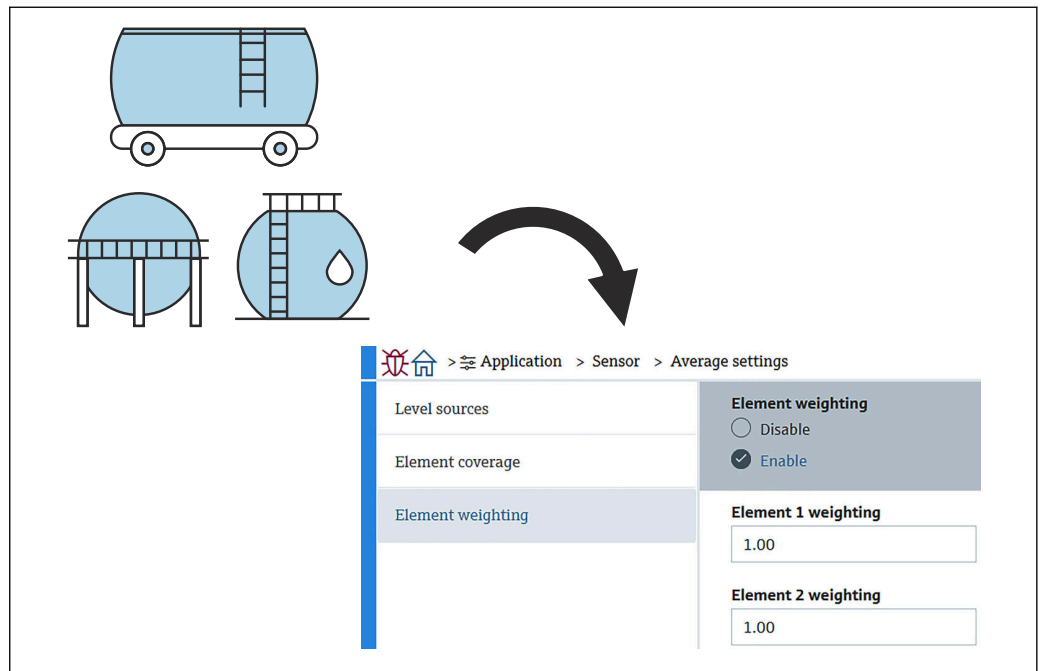 > Application > Sensor > Average settings
Level sources
Element coverage
Element weighting
Element weighting
Disable
Enable
Element 1 weighting
1.00
Element 2 weighting
1.00